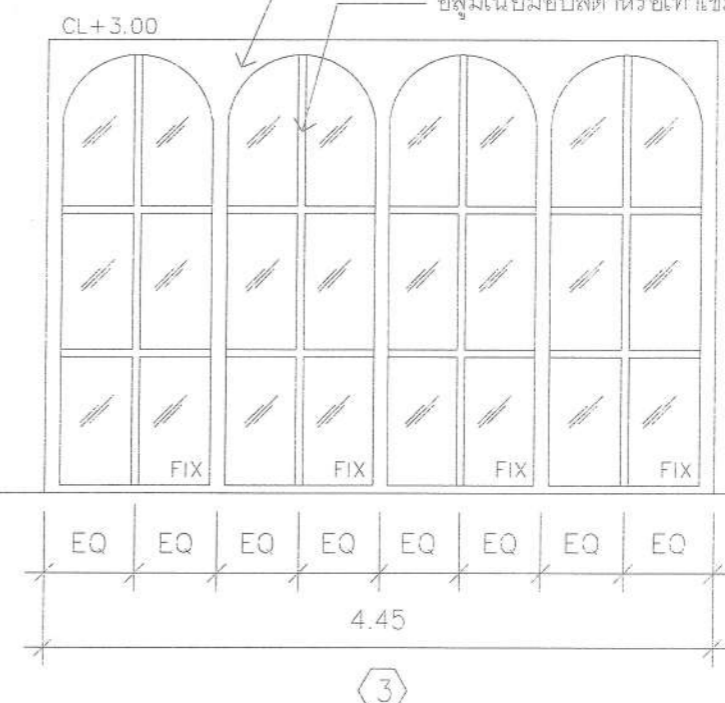 CL+3.00
FIX FIX FIX FIX
EQ EQ EQ EQ EQ EQ EQ EQ
4.45
3